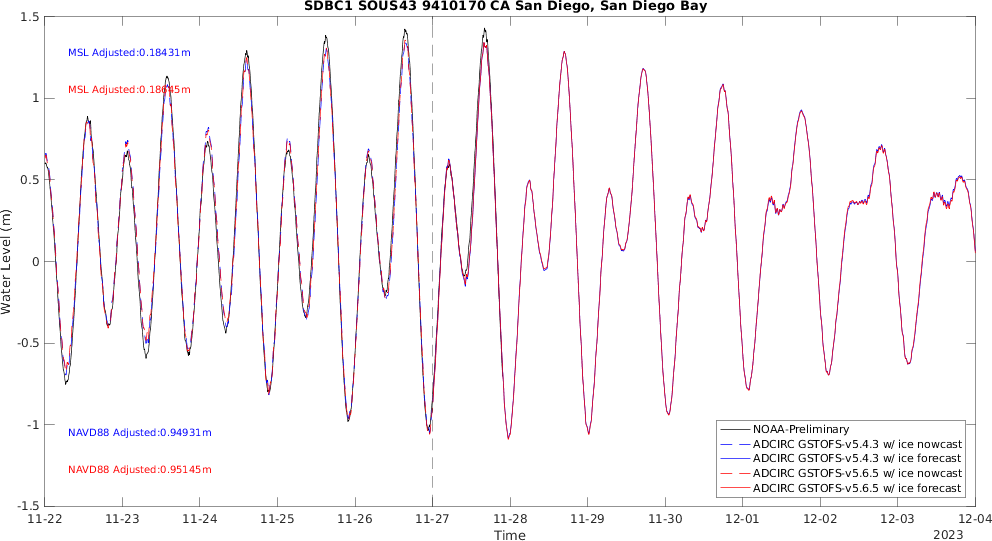 SDBC1 SOUS43 9410170 CA San Diego, San Diego Bay
1.5
MSL Adjusted:0.18431m
MSL Adjusted:0.18645m
1
0.5
Water Level (m)
0
-0.5
-1
NAVD88 Adjusted:0.94931m
NAVD88 Adjusted:0.95145m
-1.5
NOAA-Preliminary
ADCIRC GSTOFS-v5.4.3 w/ ice nowcast
ADCIRC GSTOFS-v5.4.3 w/ ice forecast
ADCIRC GSTOFS-v5.6.5 w/ ice nowcast
ADCIRC GSTOFS-v5.6.5 w/ ice forecast
11-22 11-23 11-24 11-25 11-26 11-27 11-28 11-29 11-30 12-01 12-02 12-03 12-04
Time
2023